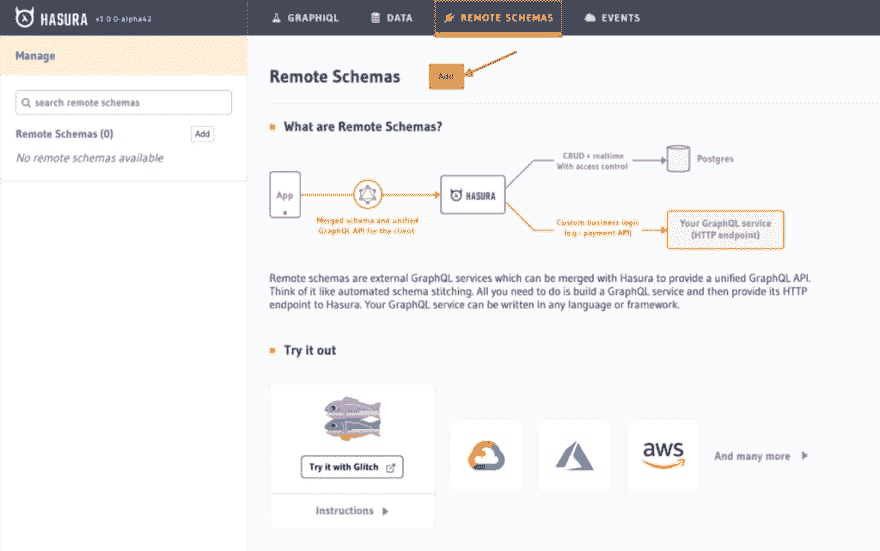 HASURA v1.0.0-alpha42
GRAPHIQL
DATA
REMOTE SCHEMAS
EVENTS
Manage
search remote schemas
Remote Schemas (0)
Add
No remote schemas available
Remote Schemas
Add
What are Remote Schemas?
App
Merged schema and unified
GraphQL API for the client
HASURA
CRUD + realtime
With access control
Postgres
Custom business logic
(e.g - payment API)
Your GraphQL service
(HTTP endpoint)
Remote schemas are external GraphQL services which can be merged with Hasura to provide a unified GraphQL API.
Think of it like automated schema stitching. All you need to do is build a GraphQL service and then provide its HTTP
endpoint to Hasura. Your GraphQL service can be written in any language or framework.
Try it out
Try it with Glitch
Instructions
aws
And many more